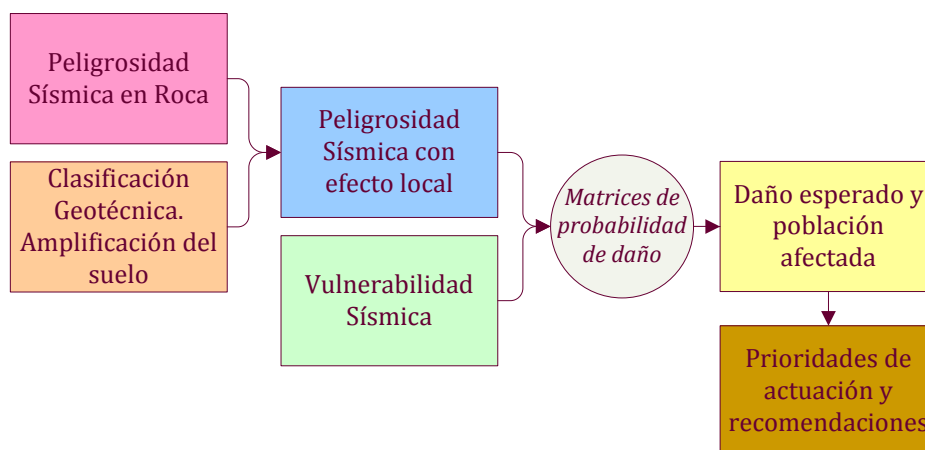 Peligrosidad
Sísmica en Roca
Clasificación
Geotécnica.
Amplificación del
suelo
Peligrosidad
Sísmica con
efecto local
Vulnerabilidad
Sísmica
Matrices de
probabilidad
de daño
Daño esperado y
población
afectada
Prioridades de
actuación y
recomendaciones